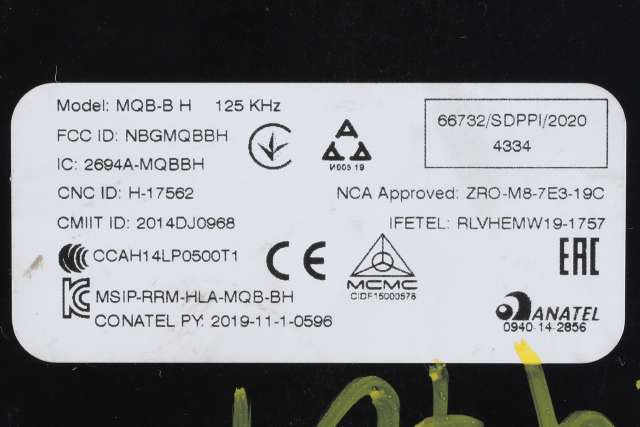 Model: MQB-B H 125 KHz
FCC ID: NBGMQBBH
IC: 2694A-MQBBH
CNC ID: H-17562
CMIIT ID: 2014DJ0968
CCAH14LP0500T1
MSIP-RRM-HLA-MQB-BH
CONATEL PY: 2019-11-1-0596
И005 19
66732/SDPPI/2020
4334
NCA Approved: ZRO-M8-7E3-19C
IFETEL: RLVHEMW19-1757
CE
MCMC
CIDF15000578
EAC
ANATEL
0940-14-2856